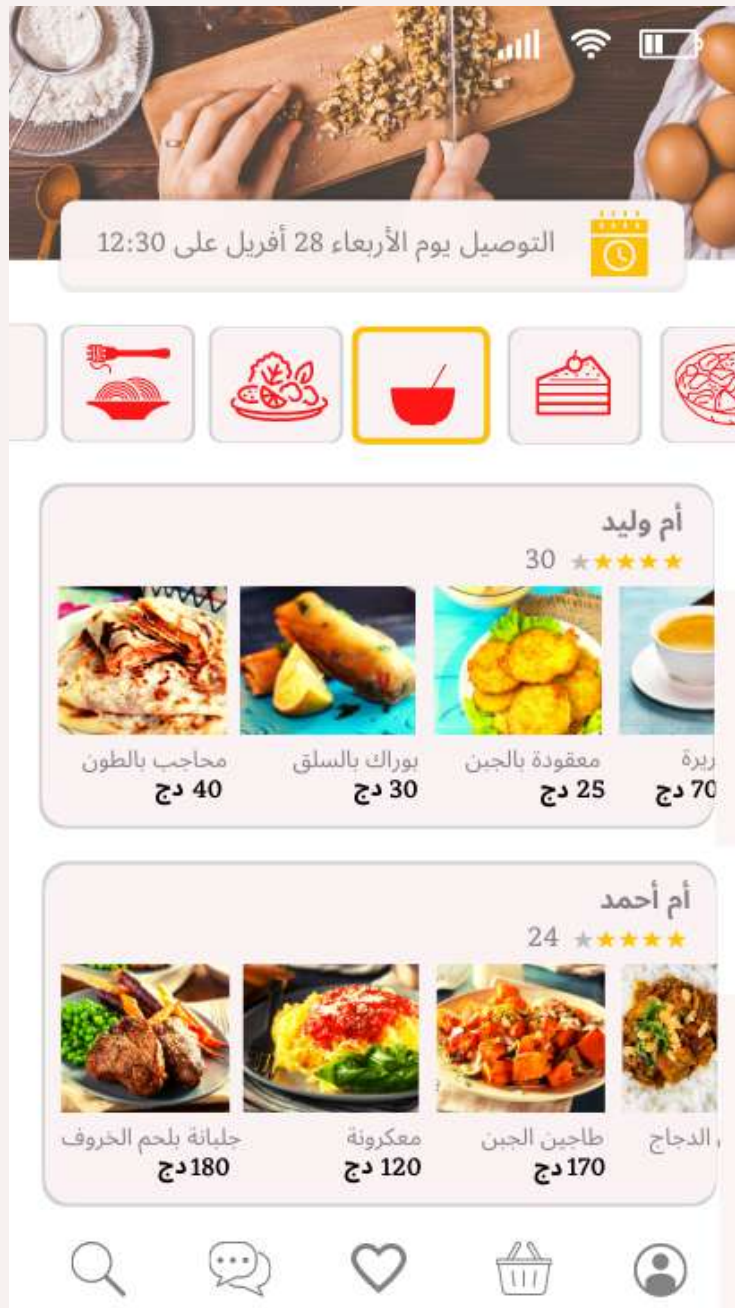 التوصيل يوم الأربعاء 28 أفريل على 12:30
أم وليد
30
معقودة بالجبن
بوراك بالسلق
محاجب بالطون
70 دج
25 دج
30 دج
40 دج
أم أحمد
24
الدجاج
طاجين الجبن
معكرونة
جلبانة بلحم الخروف
170 دج
120 دج
180 دج